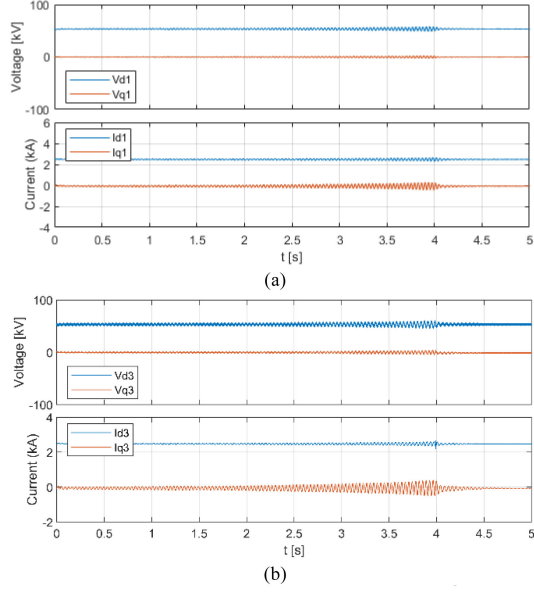 100
0
-100
Voltage [kV]
Vd1
Vq1
6
4
2
0
-2
-4
Current (kA)
Id1
Iq1
0 0.5 1 1.5 2 2.5 3 3.5 4 4.5 5
t [s]
(a)
100
0
-100
Voltage [kV]
Vd3
Vq3
4
2
0
-2
Current (kA)
Id3
Iq3
0 0.5 1 1.5 2 2.5 3 3.5 4 4.5 5
t [s]
(b)